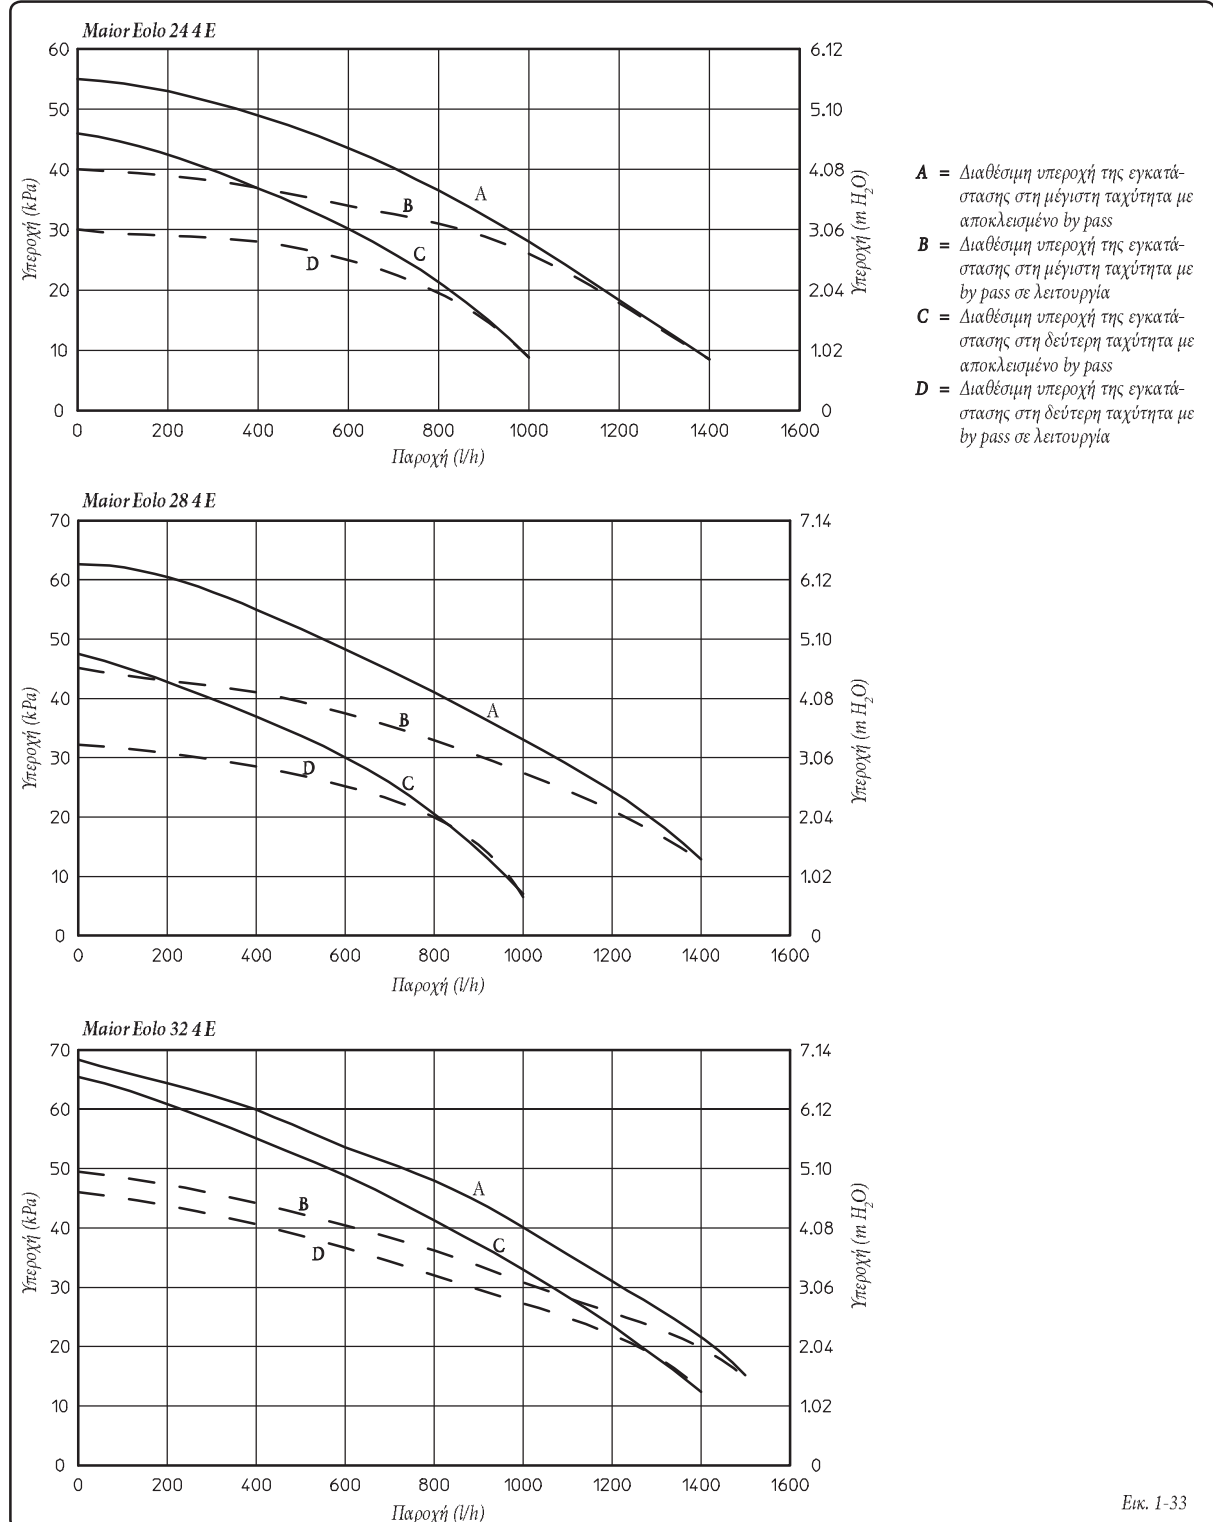 Maior Eolo 24 4 E
60
50
40
30
20
10
0
6.12
5.10
4.08
3.06
2.04
1.02
0
Υπεροχή (kPa)
Υπεροχή (m H2O)
A
B
C
D
0 200 400 600 800 1000 1200 1400 1600
Παροχή (l/h)
A = Διαθέσιμη υπεροχή της εγκατά-
στασης στη μέγιστη ταχύτητα με
αποκλεισμένο by pass
B = Διαθέσιμη υπεροχή της εγκατά-
στασης στη μέγιστη ταχύτητα με
by pass σε λειτουργία
C = Διαθέσιμη υπεροχή της εγκατά-
στασης στη δεύτερη ταχύτητα με
αποκλεισμένο by pass
D = Διαθέσιμη υπεροχή της εγκατά-
στασης στη δεύτερη ταχύτητα με
by pass σε λειτουργία
Maior Eolo 28 4 E
70
60
50
40
30
20
10
0
7.14
6.12
5.10
4.08
3.06
2.04
1.02
0
Υπεροχή (kPa)
Υπεροχή (m H2O)
A
B
D
C
0 200 400 600 800 1000 1200 1400 1600
Παροχή (l/h)
Maior Eolo 32 4 E
70
60
50
40
30
20
10
0
7.14
6.12
5.10
4.08
3.06
2.04
1.02
0
Υπεροχή (kPa)
Υπεροχή (m H2O)
A
B
C
D
0 200 400 600 800 1000 1200 1400 1600
Παροχή (l/h)
Εικ. 1-33